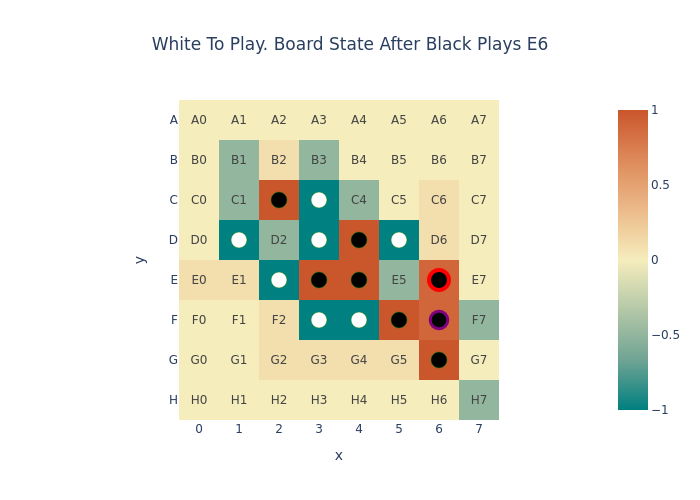 White To Play. Board State After Black Plays E6
A A0 A1 A2 A3 A4 A5 A6 A7
B B0 B1 B2 B3 B4 B5 B6 B7
C C0 C1 C4 C5 C6 C7
D D0 D2 D6 D7
E E0 E1 E5 E7
F F0 F1 F2 F7
G G0 G1 G2 G3 G4 G5 G7
H H0 H1 H2 H3 H4 H5 H6 H7
0 1 2 3 4 5 6 7
x
y
1
0.5
0
−0.5
−1